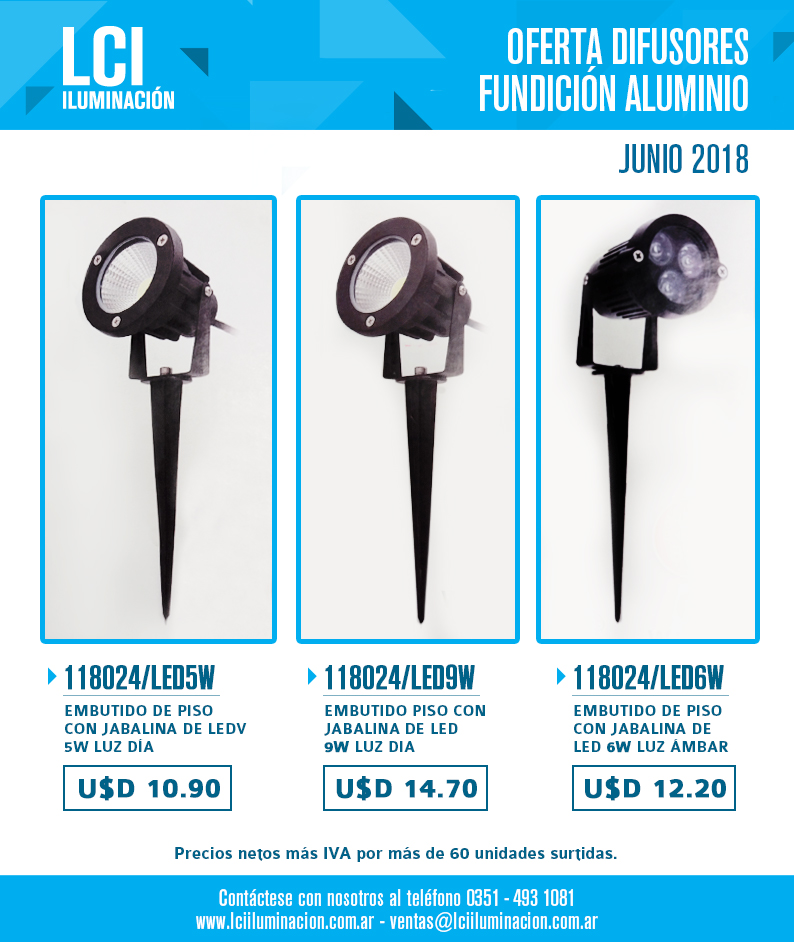 LCI
ILUMINACIÓN
OFERTA DIFUSORES
FUNDICIÓN ALUMINIO
JUNIO 2018
118024/LED5W
EMBUTIDO DE PISO
CON JABALINA DE LEDV
5W LUZ DÍA
U$D 10.90
118024/LED9W
EMBUTIDO PISO CON
JABALINA DE LED
9W LUZ DIA
U$D 14.70
118024/LED6W
EMBUTIDO DE PISO
CON JABALINA DE
LED 6W LUZ ÁMBAR
U$D 12.20
Precios netos más IVA por más de 60 unidades surtidas.
Contáctese con nosotros al teléfono 0351 - 493 1081
www.lciiluminacion.com.ar - ventas@lciiluminacion.com.ar